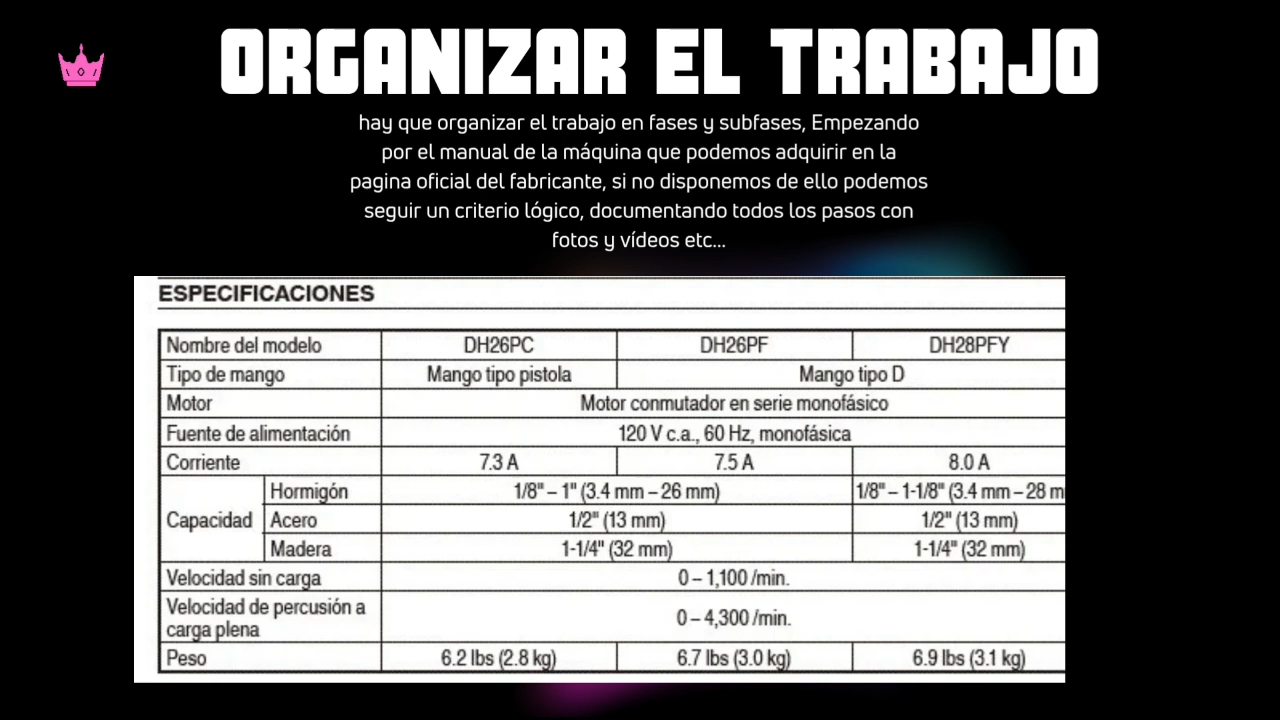 ORGANIZAR EL TRABAJO
hay que organizar el trabajo en fases y subfases, Empezando
por el manual de la máquina que podemos adquirir en la
pagina oficial del fabricante, si no disponemos de ello podemos
seguir un criterio lógico, documentando todos los pasos con
fotos y vídeos etc...
ESPECIFICACIONES
Nombre del modelo DH26PC DH26PF DH28PFY
Tipo de mango Mango tipo pistola Mango tipo D
Motor Motor conmutador en serie monofásico
Fuente de alimentación 120 V c.a., 60 Hz, monofásica
Corriente 7.3 A 7.5 A 8.0 A
Hormigón 1/8" – 1" (3.4 mm – 26 mm) 1/8" – 1-1/8" (3.4 mm – 28 m
Capacidad Acero 1/2" (13 mm) 1/2" (13 mm)
Madera 1-1/4" (32 mm) 1-1/4" (32 mm)
Velocidad sin carga 0 – 1,100 /min.
Velocidad de percusión a
carga plena 0 – 4,300 /min.
Peso 6.2 lbs (2.8 kg) 6.7 lbs (3.0 kg) 6.9 lbs (3.1 kg)